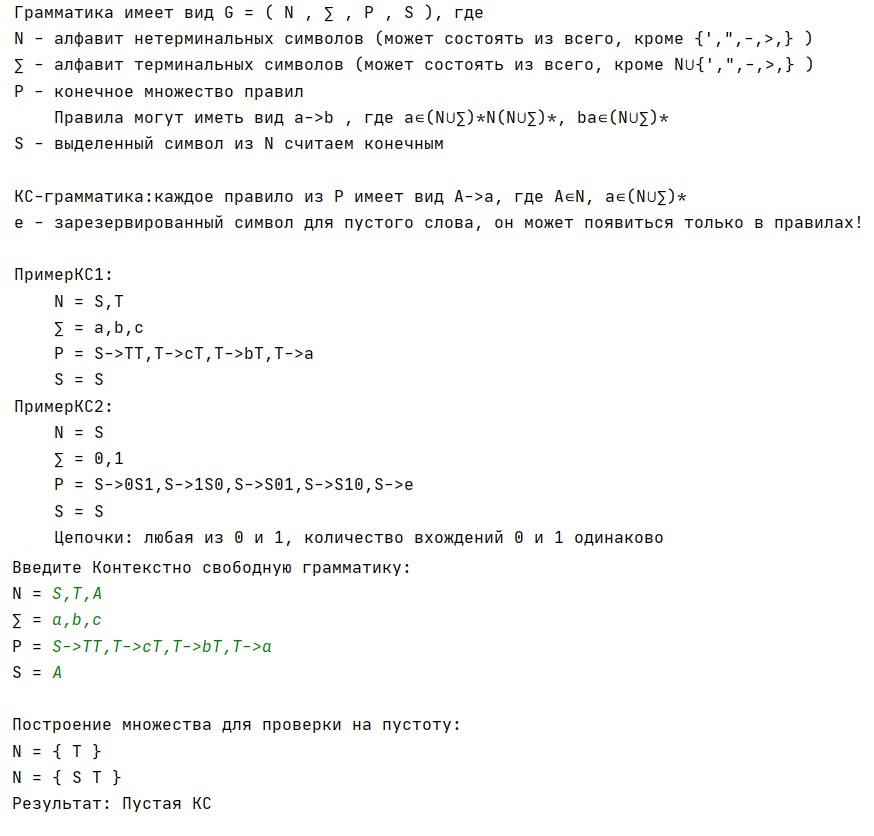 Грамматика имеет вид G = ( N , ∑ , P , S ), где
N - алфавит нетерминальных символов (может состоять из всего, кроме {',",-,>,} )
∑ - алфавит терминальных символов (может состоять из всего, кроме N∪{',",-,>,} )
P - конечное множество правил
    Правила могут иметь вид a->b , где a∈(N∪∑)*N(N∪∑)*, ba∈(N∪∑)*
S - выделенный символ из N считаем конечным

КС-грамматика:каждое правило из P имеет вид A->a, где A∈N, a∈(N∪∑)*
e - зарезервированный символ для пустого слова, он может появиться только в правилах!

ПримерКС1:
    N = S,T
    ∑ = a,b,c
    P = S->TT,T->cT,T->bT,T->a
    S = S
ПримерКС2:
    N = S
    ∑ = 0,1
    P = S->0S1,S->1S0,S->S01,S->S10,S->e
    S = S
    Цепочки: любая из 0 и 1, количество вхождений 0 и 1 одинаково
Введите Контекстно свободную грамматику:
N = S,T,A
∑ = a,b,c
P = S->TT,T->cT,T->bT,T->a
S = A

Построение множества для проверки на пустоту:
N = { T }
N = { S T }
Результат: Пустая КС